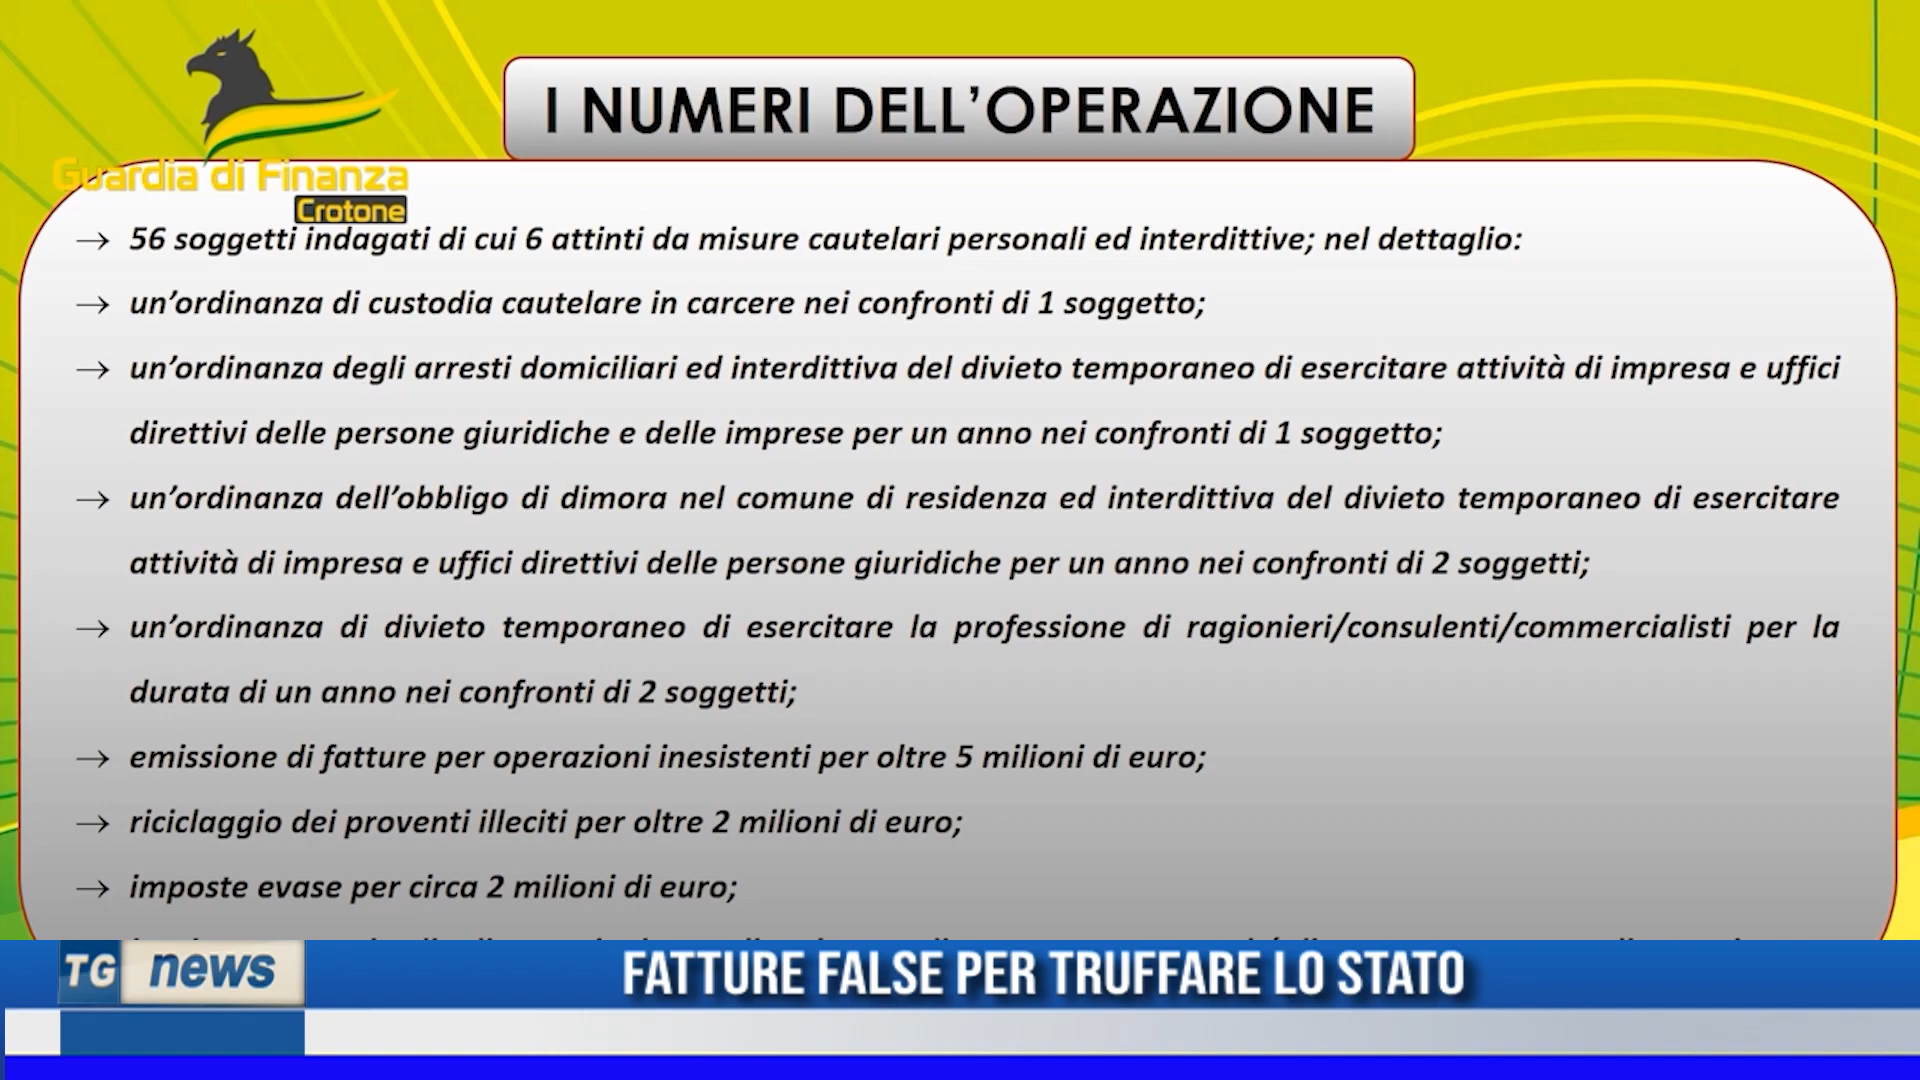 I NUMERI DELL’OPERAZIONE
Guardia di Finanza
Crotone
→ 56 soggetti indagati di cui 6 attinti da misure cautelari personali ed interdittive; nel dettaglio:
→ un’ordinanza di custodia cautelare in carcere nei confronti di 1 soggetto;
→ un’ordinanza degli arresti domiciliari ed interdittiva del divieto temporaneo di esercitare attività di impresa e uffici
direttivi delle persone giuridiche e delle imprese per un anno nei confronti di 1 soggetto;
→ un’ordinanza dell’obbligo di dimora nel comune di residenza ed interdittiva del divieto temporaneo di esercitare
attività di impresa e uffici direttivi delle persone giuridiche per un anno nei confronti di 2 soggetti;
→ un’ordinanza di divieto temporaneo di esercitare la professione di ragionieri/consulenti/commercialisti per la
durata di un anno nei confronti di 2 soggetti;
→ emissione di fatture per operazioni inesistenti per oltre 5 milioni di euro;
→ riciclaggio dei proventi illeciti per oltre 2 milioni di euro;
→ imposte evase per circa 2 milioni di euro;
TG news
FATTURE FALSE PER TRUFFARE LO STATO